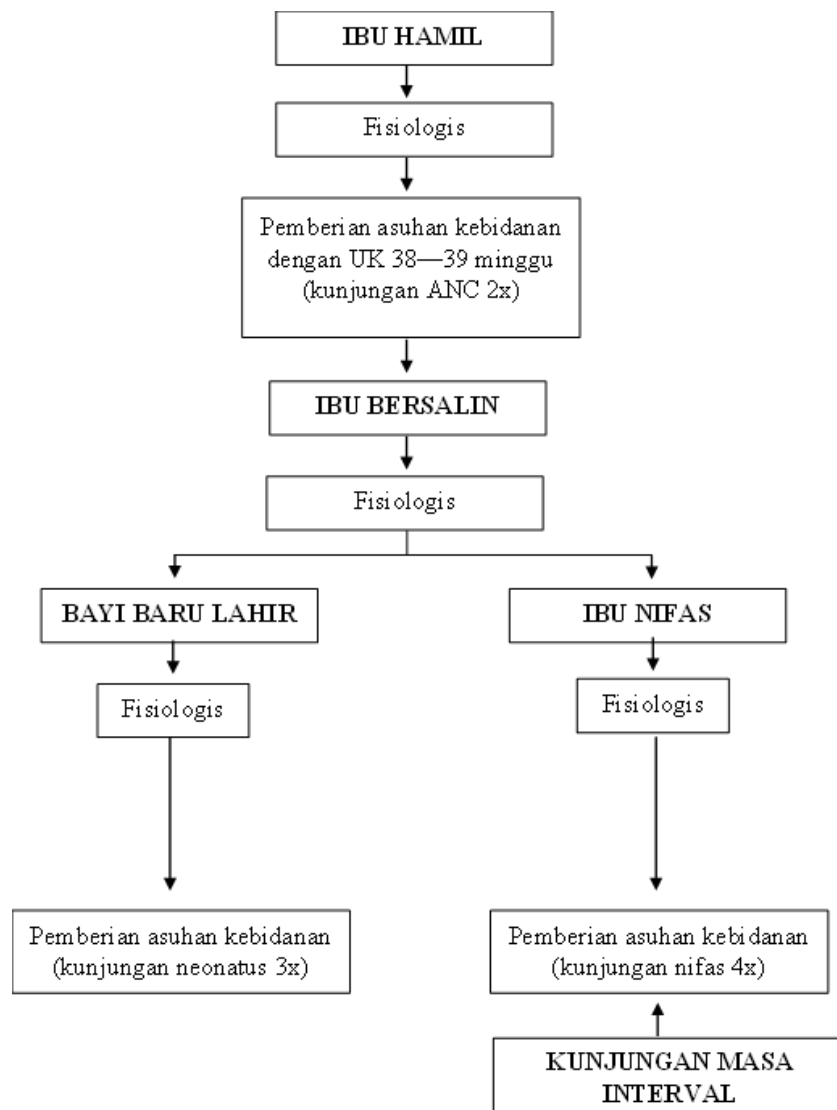 IBU HAMIL
Fisiologis
Pemberian asuhan kebidanan
dengan UK 38—39 minggu
(kunjungan ANC 2x)
IBU BERSALIN
Fisiologis
BAYI BARU LAHIR
IBU NIFAS
Fisiologis
Fisiologis
Pemberian asuhan kebidanan
(kunjungan neonatus 3x)
Pemberian asuhan kebidanan
(kunjungan nifas 4x)
KUNJUNGAN MASA
INTERVAL